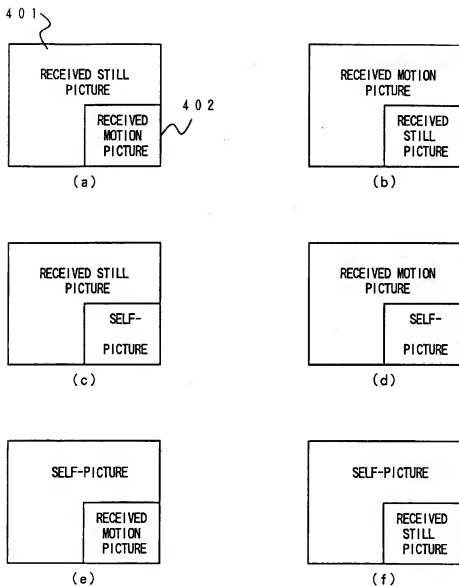 401
RECEIVED STILL
PICTURE
RECEIVED
MOTION
PICTURE
402
(a)
RECEIVED MOTION
PICTURE
RECEIVED
STILL
PICTURE
(b)
RECEIVED STILL
PICTURE
SELF-
PICTURE
(c)
RECEIVED MOTION
PICTURE
SELF-
PICTURE
(d)
SELF-PICTURE
RECEIVED
MOTION
PICTURE
(e)
SELF-PICTURE
RECEIVED
STILL
PICTURE
(f)